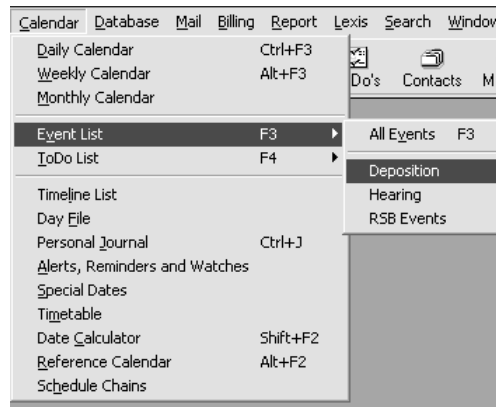 Calendar Database Mail Billing Report Lexis Search Window
Daily Calendar Ctrl+F3
Weekly Calendar Alt+F3
Monthly Calendar
Do's Contacts M
Event List F3
ToDo List F4
All Events F3
Deposition
Hearing
RSB Events
Timeline List
Day File
Personal Journal Ctrl+J
Alerts, Reminders and Watches
Special Dates
Timetable
Date Calculator Shift+F2
Reference Calendar Alt+F2
Schedule Chains